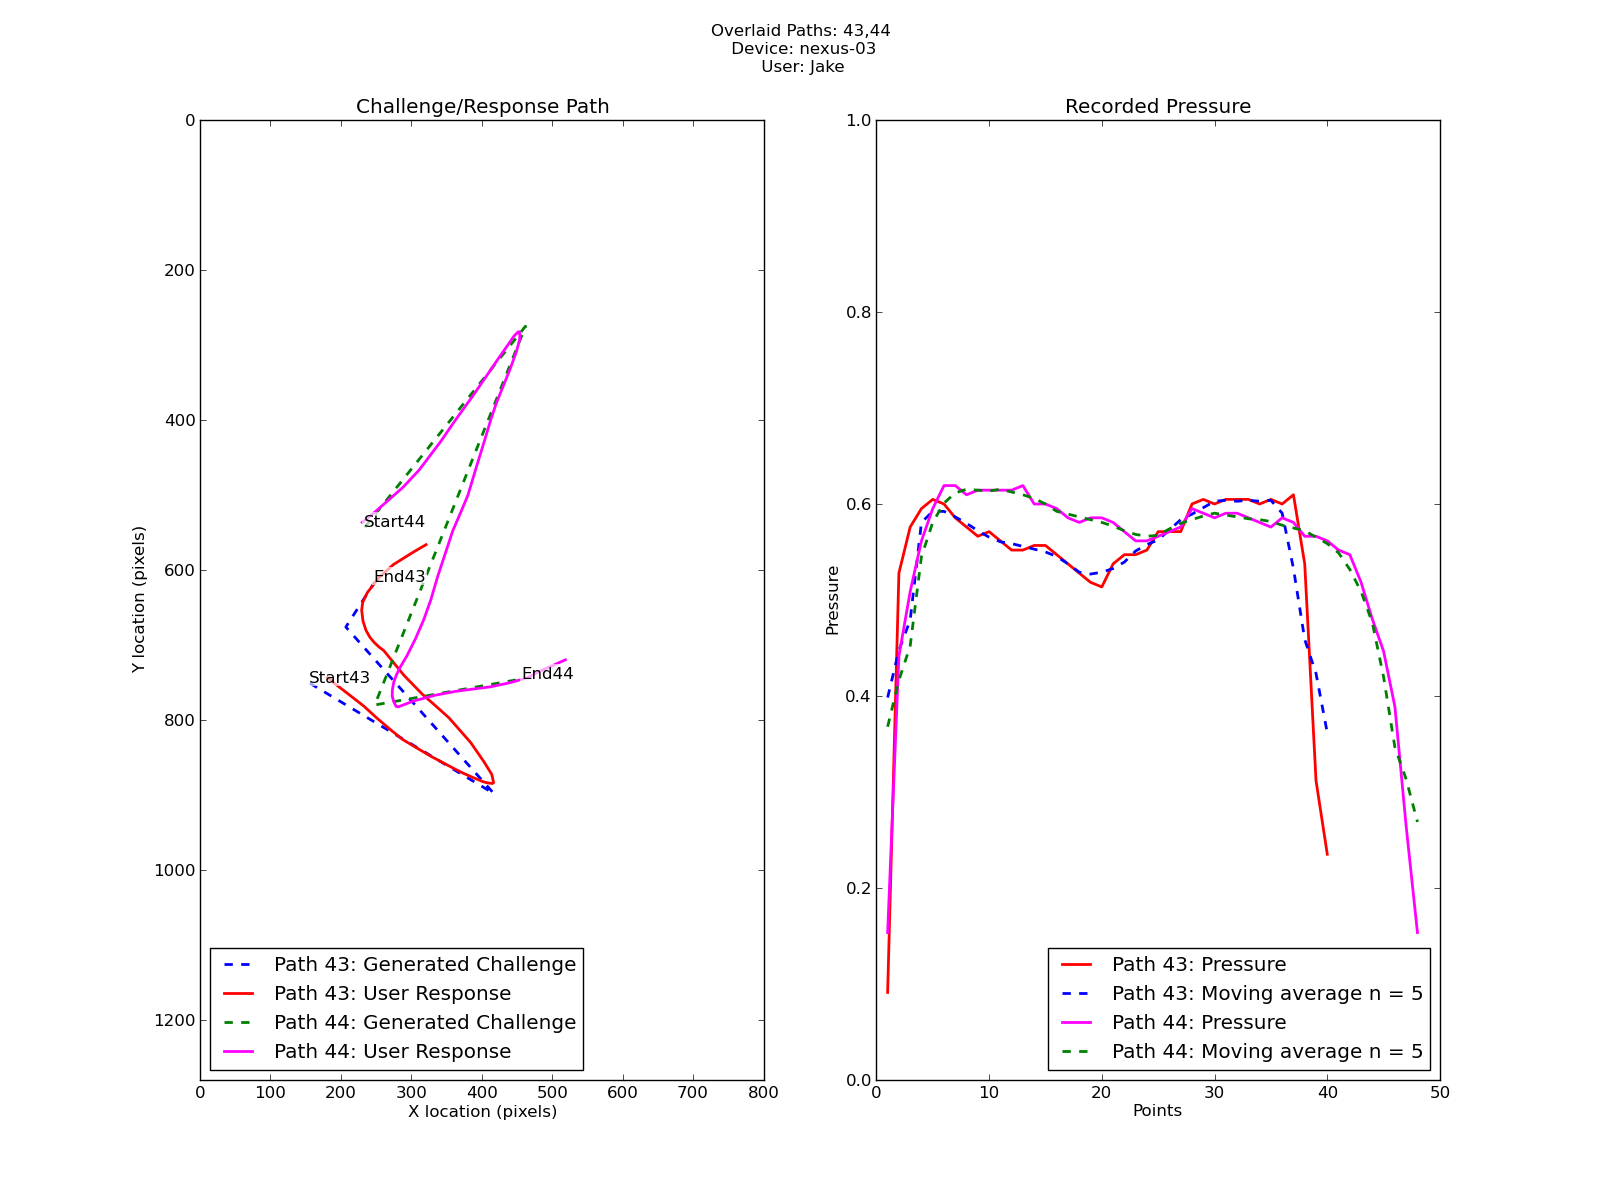 Overlaid Paths: 43,44
Device: nexus-03
User: Jake
Challenge/Response Path
0
200
400
600
800
1000
1200
Y location (pixels)
Start44
End43
Start43
End44
Path 43: Generated Challenge
Path 43: User Response
Path 44: Generated Challenge
Path 44: User Response
0 100 200 300 400 500 600 700 800
X location (pixels)
Recorded Pressure
1.0
0.8
0.6
0.4
0.2
0.0
Pressure
Path 43: Pressure
Path 43: Moving average n = 5
Path 44: Pressure
Path 44: Moving average n = 5
0 10 20 30 40 50
Points